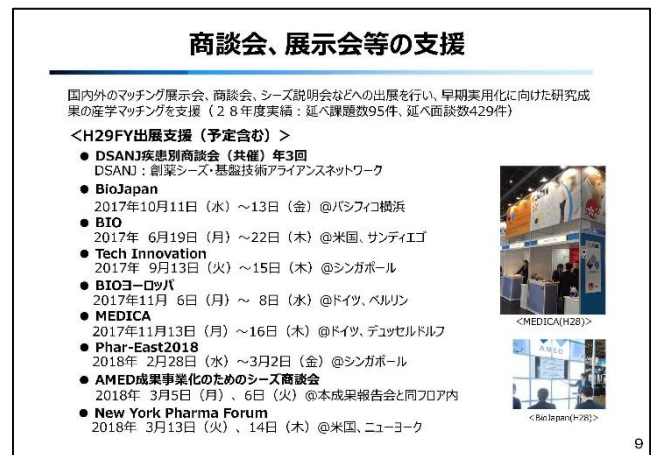 商談会、展示会等の支援
国内外のマッチング展示会、商談会、シーズ説明会などへの出展を行い、早期実用化に向けた研究成
果の産学マッチングを支援（２８年度実績：延べ課題数95件、延べ面談数429件）
＜H29FY出展支援（予定含む）＞
● DSANJ疾患別商談会（共催）年3回
DSANJ：創薬シーズ・基盤技術アライアンスネットワーク
● BioJapan
2017年10月11日（水）～13日（金）@パシフィコ横浜
● BIO
2017年 6月19日（月）～22日（木）@米国、サンディエゴ
● Tech Innovation
2017年 9月13日（火）～15日（木）@シンガポール
● BIOヨーロッパ
2017年11月 6日（月）～ 8日（水）@ドイツ、ベルリン
● MEDICA
2017年11月13日（月）～16日（木）@ドイツ、デュッセルドルフ
● Phar-East2018
2018年 2月28日（水）～3月2日（金）@シンガポール
● AMED成果事業化のためのシーズ商談会
2018年 3月5日（月）、6日（火）@本成果報告会と同フロア内
● New York Pharma Forum
2018年 3月13日（火）、14日（木）@米国、ニューヨーク
<MEDICA(H28)>
AMED
<BioJapan(H28)>
9